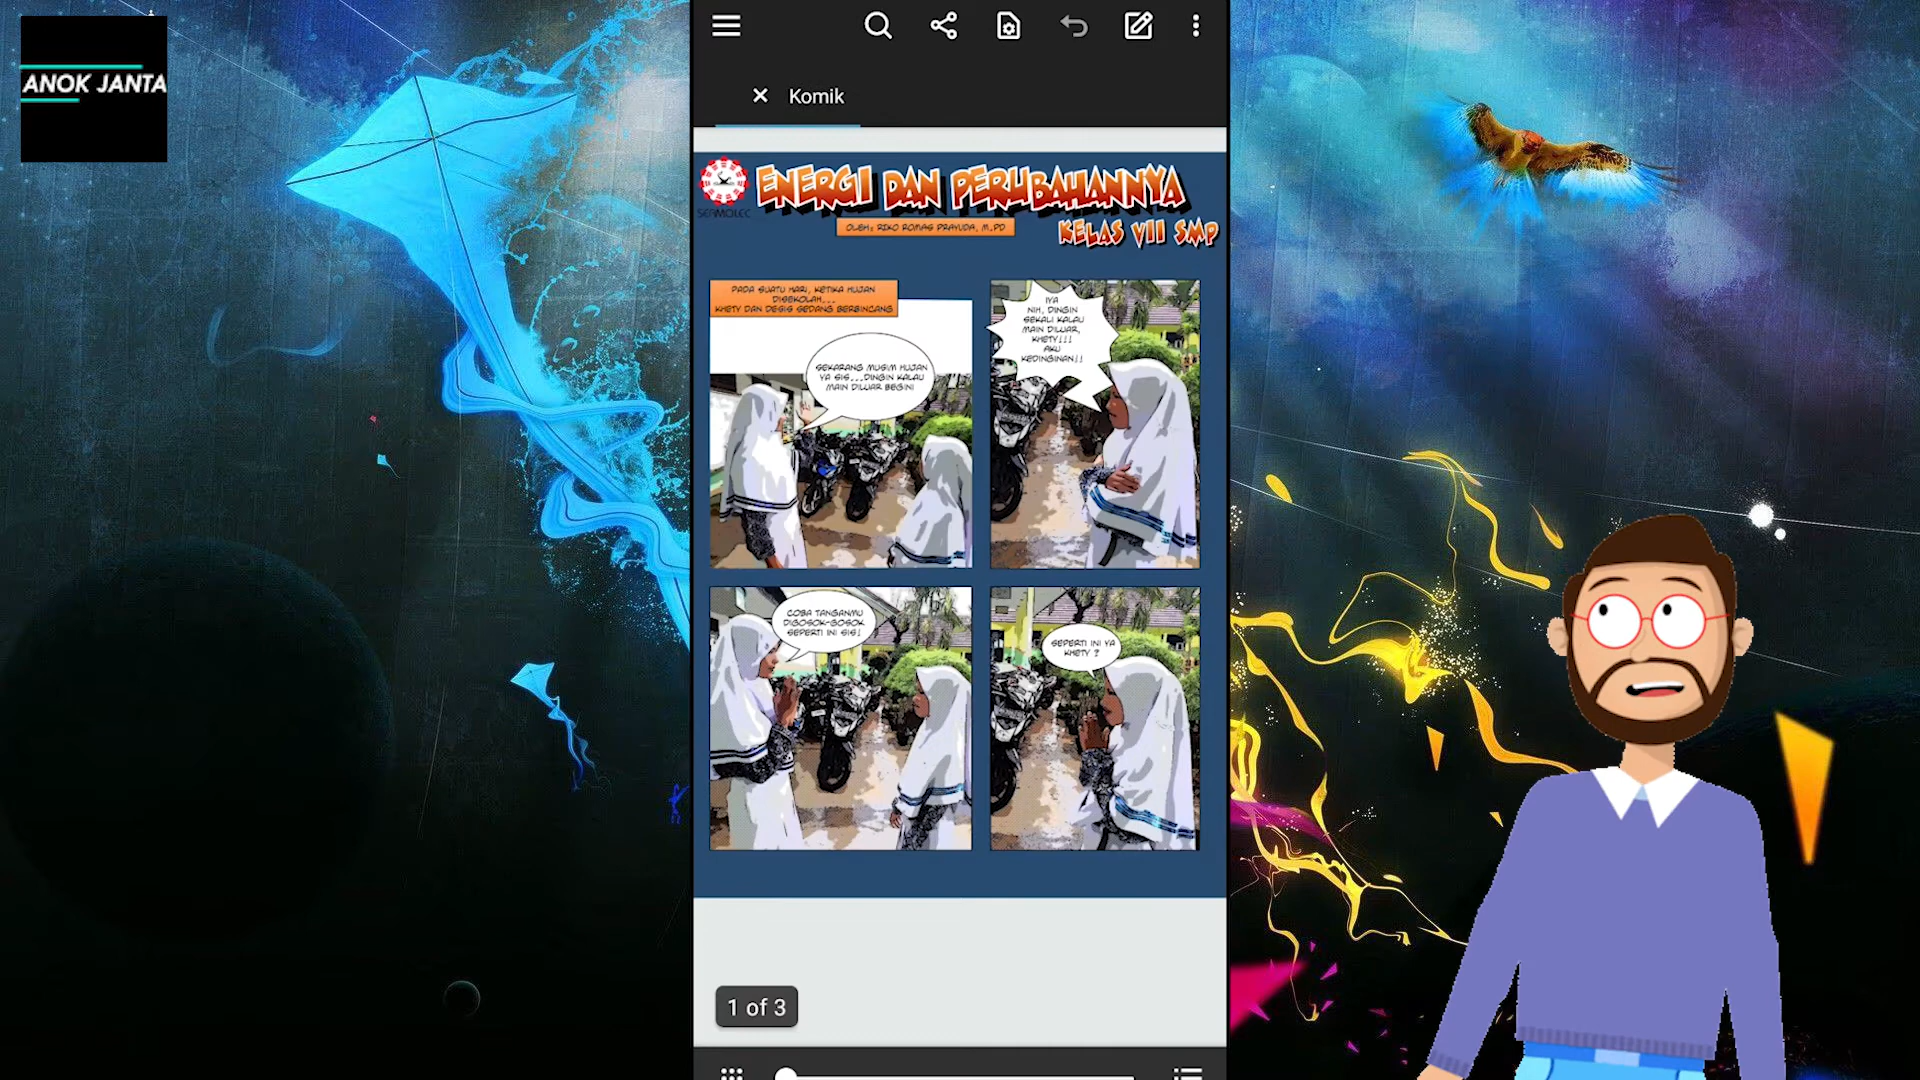 ANOK JANTA
Komik
SEAMOLEC
ENERGI DAN PERUBAHANNYA
OLEH: RIKO ROMAS PRAYUDA, M.PD
KELAS VII SMP
PADA SUATU HARI, KETIKA HUJAN
DISEKOLAH...
KHETY DAN DESIS SEDANG BERBINCANG
SEKARANG MUSIM HUJAN
YA SIS...DINGIN KALAU
MAIN DILUAR BEGINI
IYA
NIH, DINGIN
SEKALI KALAU
MAIN DILUAR,
KHETY!!!
AKU
KEDINGINAN!!
COBA TANGANMU
DIGOSOK-GOSOK
SEPERTI INI SIS!
SEPERTI INI YA
KHETY ?
1 of 3